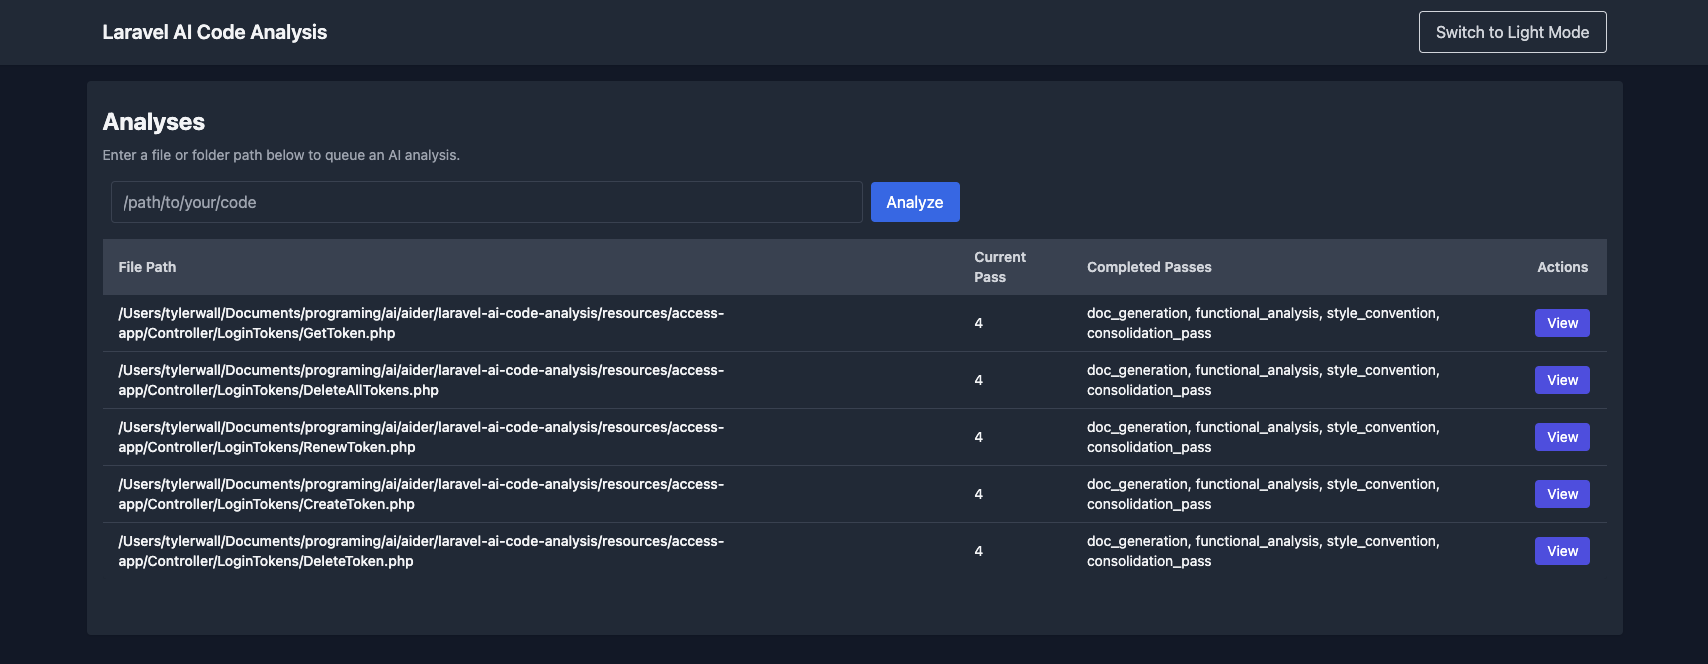 Laravel AI Code Analysis
Switch to Light Mode
Analyses
Enter a file or folder path below to queue an AI analysis.
/path/to/your/code
Analyze
File Path
Current
Pass
Completed Passes
Actions
/Users/tylerwall/Documents/programing/ai/aider/laravel-ai-code-analysis/resources/access-
app/Controller/LoginTokens/GetToken.php
4
doc_generation, functional_analysis, style_convention,
consolidation_pass
View
/Users/tylerwall/Documents/programing/ai/aider/laravel-ai-code-analysis/resources/access-
app/Controller/LoginTokens/DeleteAllTokens.php
4
doc_generation, functional_analysis, style_convention,
consolidation_pass
View
/Users/tylerwall/Documents/programing/ai/aider/laravel-ai-code-analysis/resources/access-
app/Controller/LoginTokens/RenewToken.php
4
doc_generation, functional_analysis, style_convention,
consolidation_pass
View
/Users/tylerwall/Documents/programing/ai/aider/laravel-ai-code-analysis/resources/access-
app/Controller/LoginTokens/CreateToken.php
4
doc_generation, functional_analysis, style_convention,
consolidation_pass
View
/Users/tylerwall/Documents/programing/ai/aider/laravel-ai-code-analysis/resources/access-
app/Controller/LoginTokens/DeleteToken.php
4
doc_generation, functional_analysis, style_convention,
consolidation_pass
View